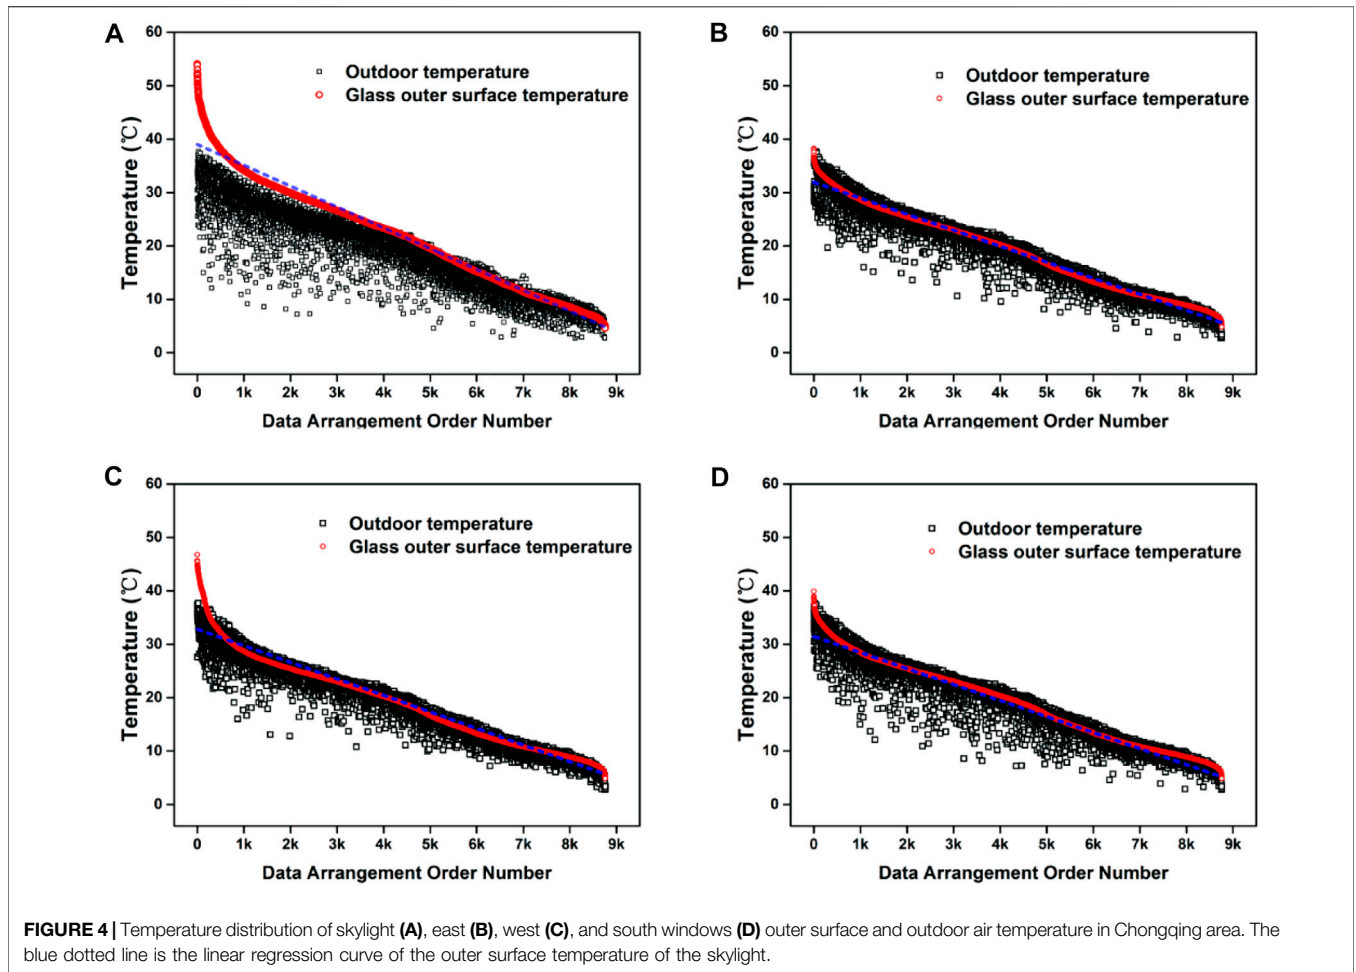 A
60
50
40
30
20
10
0
Temperature (℃)
Outdoor temperature
Glass outer surface temperature
0 1k 2k 3k 4k 5k 6k 7k 8k 9k
Data Arrangement Order Number
B
60
50
40
30
20
10
0
Temperature (℃)
Outdoor temperature
Glass outer surface temperature
0 1k 2k 3k 4k 5k 6k 7k 8k 9k
Data Arrangement Order Number
C
60
50
40
30
20
10
0
Temperature (℃)
Outdoor temperature
Glass outer surface temperature
0 1k 2k 3k 4k 5k 6k 7k 8k 9k
Data Arrangement Order Number
D
60
50
40
30
20
10
0
Temperature (℃)
Outdoor temperature
Glass outer surface temperature
0 1k 2k 3k 4k 5k 6k 7k 8k 9k
Data Arrangement Order Number
FIGURE 4 | Temperature distribution of skylight (A), east (B), west (C), and south windows (D) outer surface and outdoor air temperature in Chongqing area. The
blue dotted line is the linear regression curve of the outer surface temperature of the skylight.